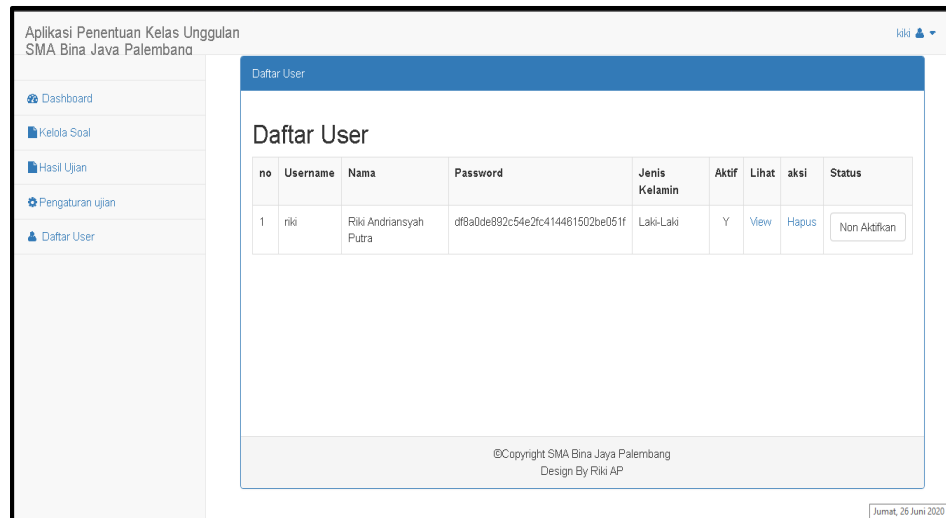 Aplikasi Penentuan Kelas Unggulan
SMA Bina Jaya Palembang
kiki
Dashboard
Kelola Soal
Hasil Ujian
Pengaturan ujian
Daftar User
Daftar User
Daftar User
no Username Nama Password Jenis Kelamin Aktif Lihat aksi Status
1 riki Riki Andriansyah Putra df8a0de892c54e2fc414461502be051f Laki-Laki Y View Hapus Non Aktifkan
©Copyright SMA Bina Jaya Palembang
Design By Riki AP
Jumat, 26 Juni 2020